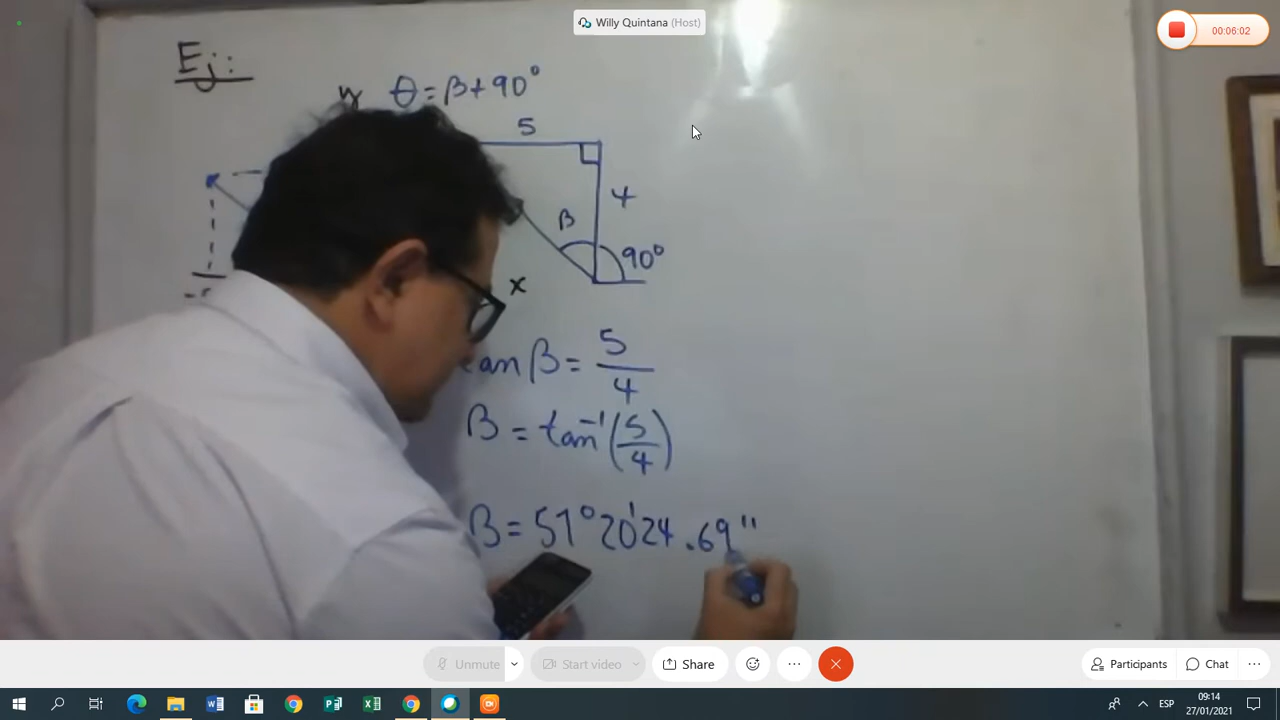 Willy Quintana (Host)
00:06:02
Ej:
y θ = β + 90°
5
4
β
90°
x
tan β = 5/4
β = tan⁻¹(5/4)
β = 51°20'24.69"
Unmute
Start video
Share
Participants
Chat
09:14
ESP
27/01/2021